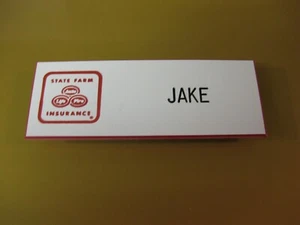 STATE FARM
Auto
Life Fire
INSURANCE
®
JAKE